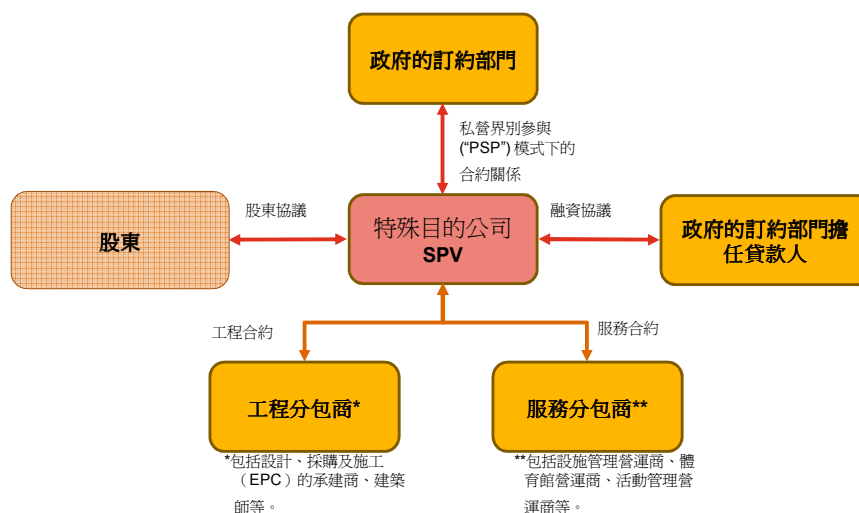 政府的訂約部門
私營界別參與
(“PSP”) 模式下的
合約關係
股東
股東協議
特殊目的公司
SPV
融資協議
政府的訂約部門擔
任貸款人
工程合約
服務合約
工程分包商*
服務分包商**
*包括設計、採購及施工
（EPC）的承建商、建築
師等。
**包括設施管理營運商、體
育館營運商、活動管理營
運商等。